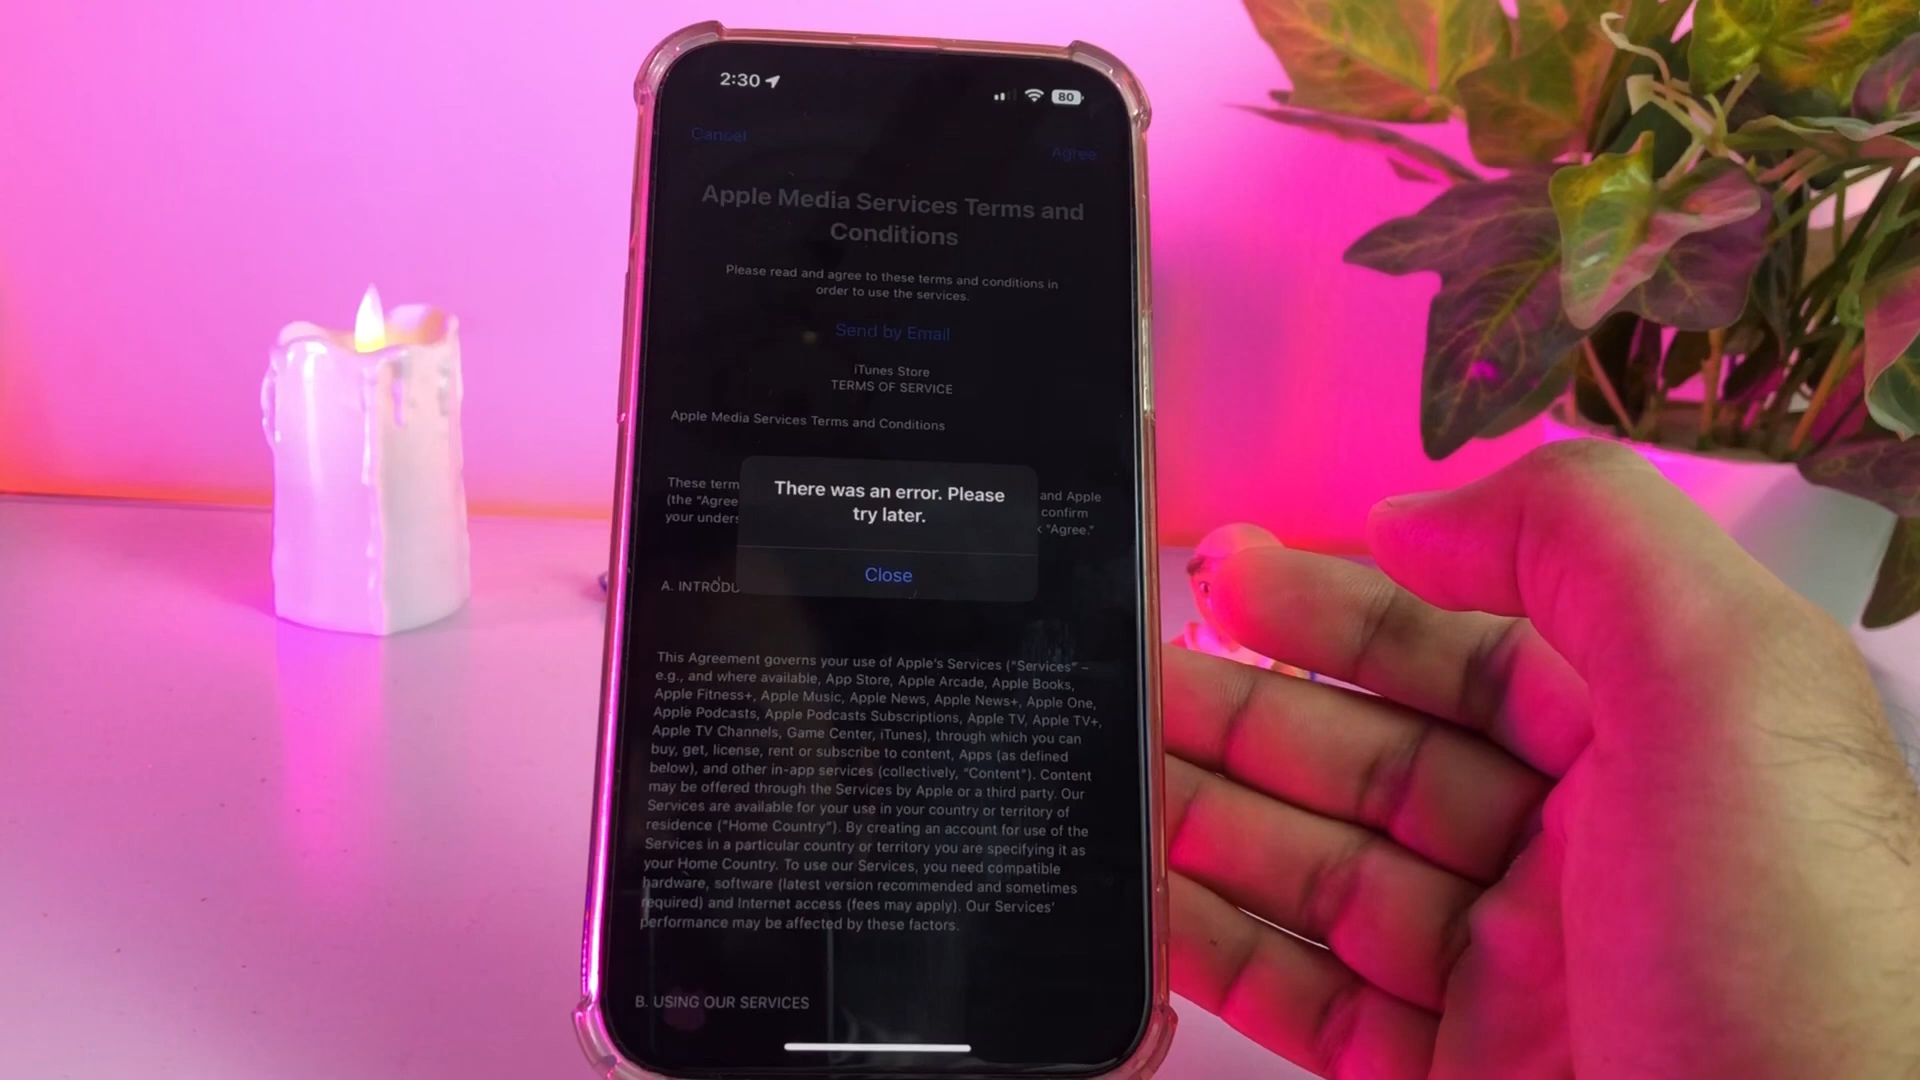 2:30
80
Cancel
Agree
Apple Media Services Terms and
Conditions
Please read and agree to these terms and conditions in
order to use the services.
Send by Email
iTunes Store
TERMS OF SERVICE
Apple Media Services Terms and Conditions
These term and Apple
(the “Agree confirm
your unders “Agree.”
There was an error. Please
try later.
Close
A. INTRODU
This Agreement governs your use of Apple’s Services (“Services” –
e.g., and where available, App Store, Apple Arcade, Apple Books,
Apple Fitness+, Apple Music, Apple News, Apple News+, Apple One,
Apple Podcasts, Apple Podcasts Subscriptions, Apple TV, Apple TV+,
Apple TV Channels, Game Center, iTunes), through which you can
buy, get, license, rent or subscribe to content, Apps (as defined
below), and other in-app services (collectively, “Content”). Content
may be offered through the Services by Apple or a third party. Our
Services are available for your use in your country or territory of
residence (“Home Country”). By creating an account for use of the
Services in a particular country or territory you are specifying it as
your Home Country. To use our Services, you need compatible
hardware, software (latest version recommended and sometimes
required) and Internet access (fees may apply). Our Services’
performance may be affected by these factors.
B. USING OUR SERVICES